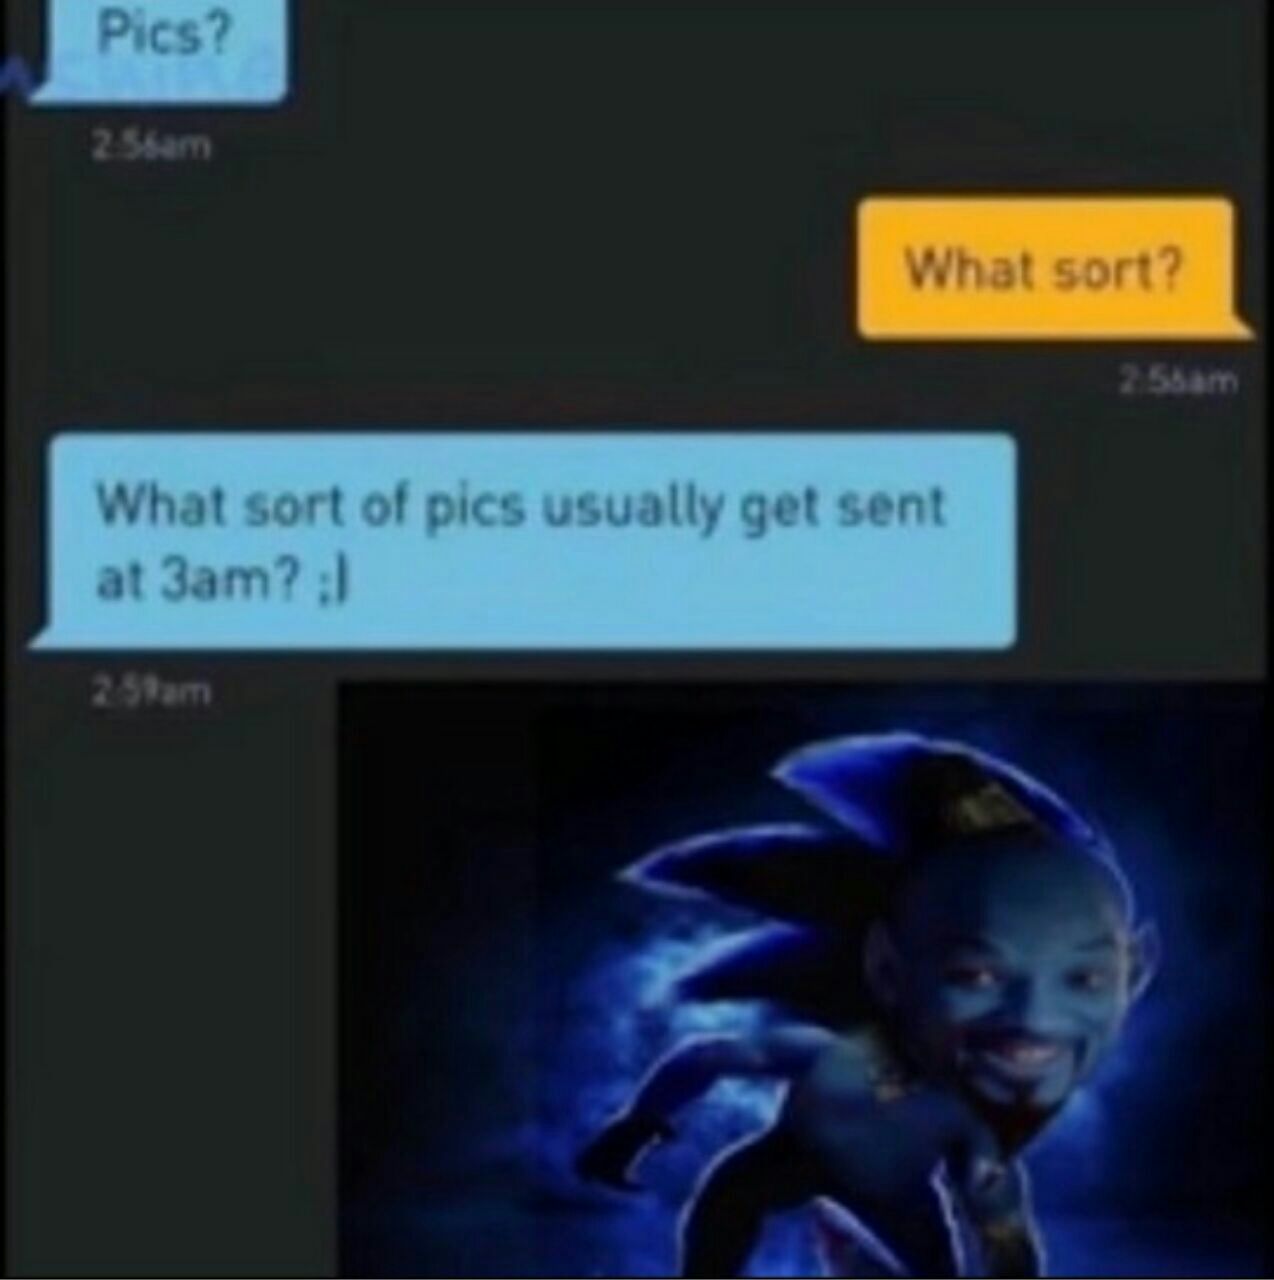 Pics?
2:56am
What sort?
2:56am
What sort of pics usually get sent
at 3am? ;)
2:59am